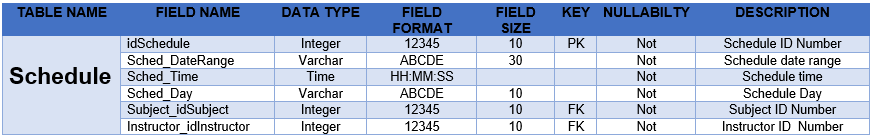 TABLE NAME FIELD NAME DATA TYPE FIELD FORMAT FIELD SIZE KEY NULLABILTY DESCRIPTION
Schedule
idSchedule Integer 12345 10 PK Not Schedule ID Number
Sched_DateRange Varchar ABCDE 30 Not Schedule date range
Sched_Time Time HH:MM:SS Not Schedule time
Sched_Day Varchar ABCDE 10 Not Schedule Day
Subject_idSubject Integer 12345 10 FK Not Subject ID Number
Instructor_idInstructor Integer 12345 10 FK Not Instructor ID Number